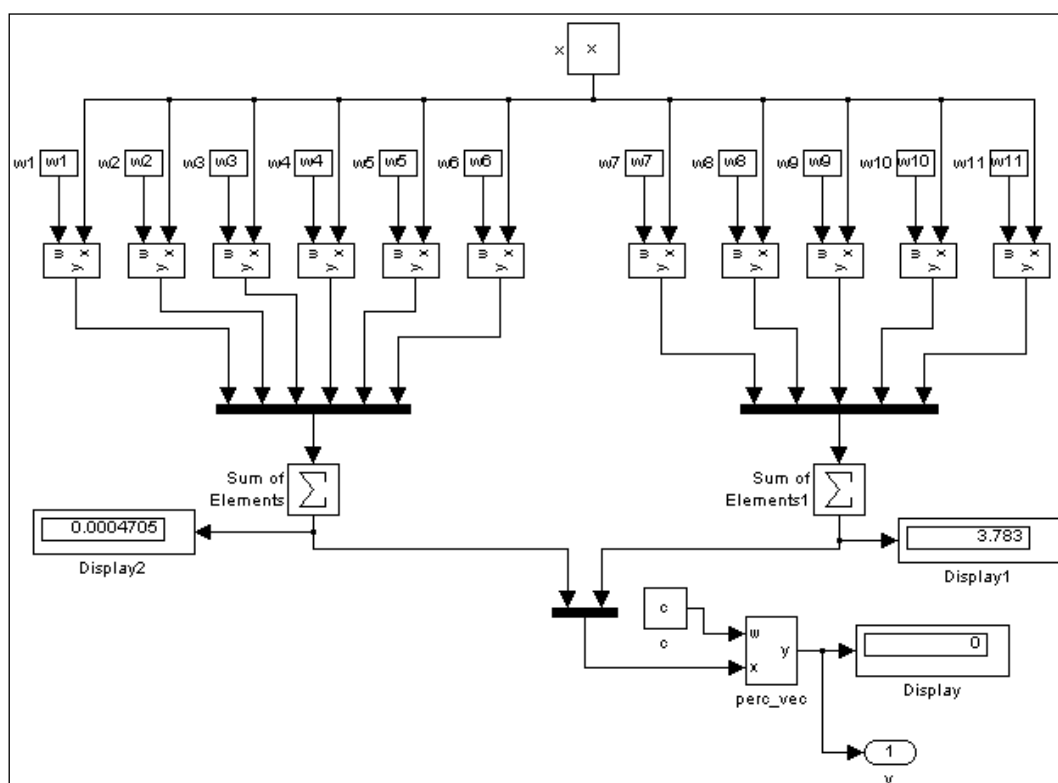 x x
w1 w1 w2 w2 w3 w3 w4 w4 w5 w5 w6 w6 w7 w7 w8 w8 w9 w9 w10 w10 w11 w11
w x w x w x w x w x w x w x w x w x w x w x
y y y y y y y y y y y
Sum of
Elements
Sum of
Elements1
0.0004705
Display2
3.783
Display1
c
c
w
x
y
perc_vec
0
Display
1
y